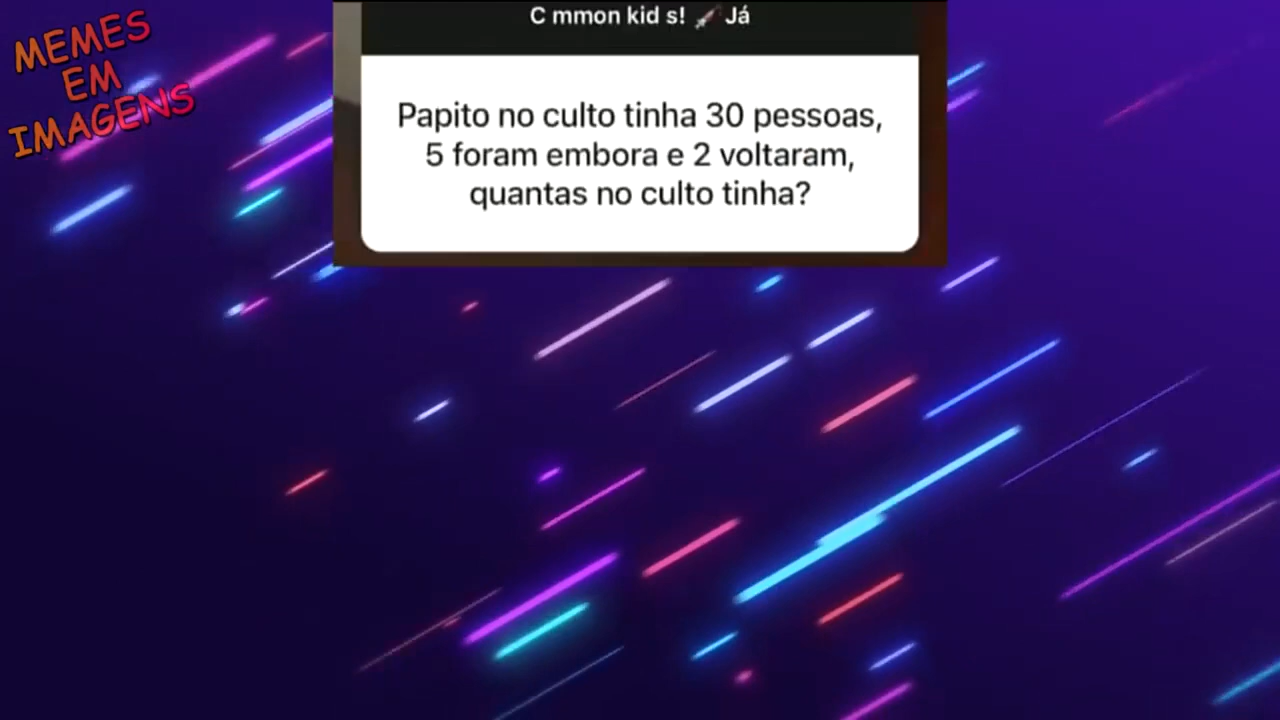 MEMES
EM
IMAGENS
C mmon kid s! Já
Papito no culto tinha 30 pessoas,
5 foram embora e 2 voltaram,
quantas no culto tinha?